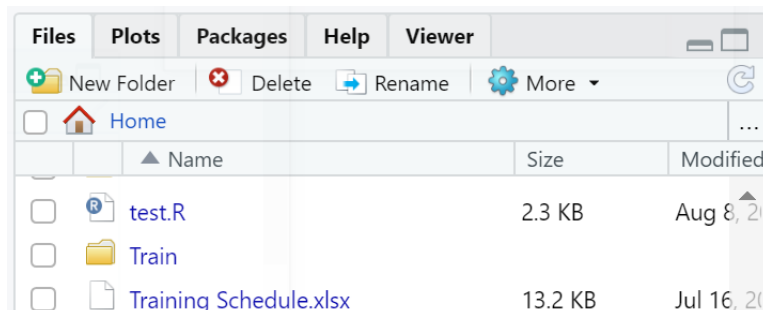 Files Plots Packages Help Viewer
New Folder Delete Rename More
Home ...
Name Size Modified
test.R 2.3 KB Aug 8,
Train
Training Schedule.xlsx 13.2 KB Jul 16,